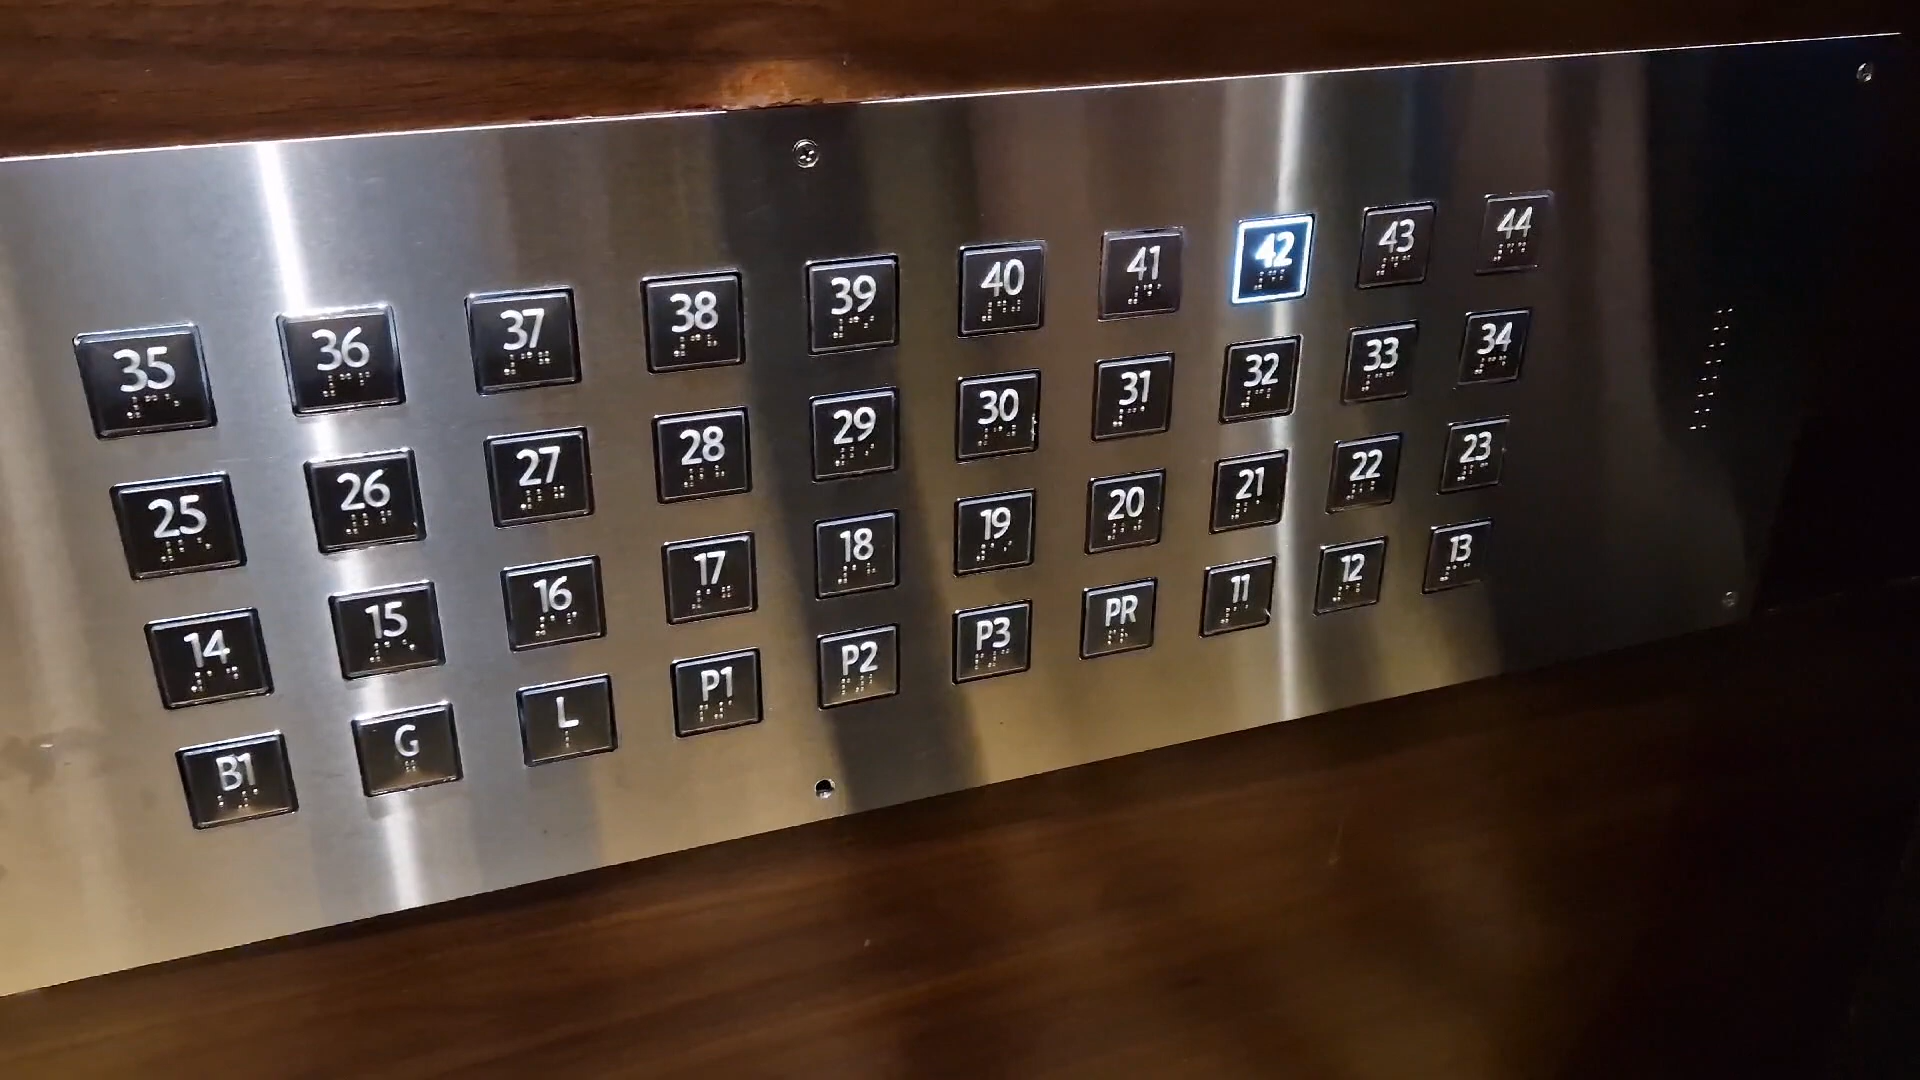 35 36 37 38 39 40 41 42 43 44
25 26 27 28 29 30 31 32 33 34
14 15 16 17 18 19 20 21 22 23
B1 G L P1 P2 P3 PR 11 12 13